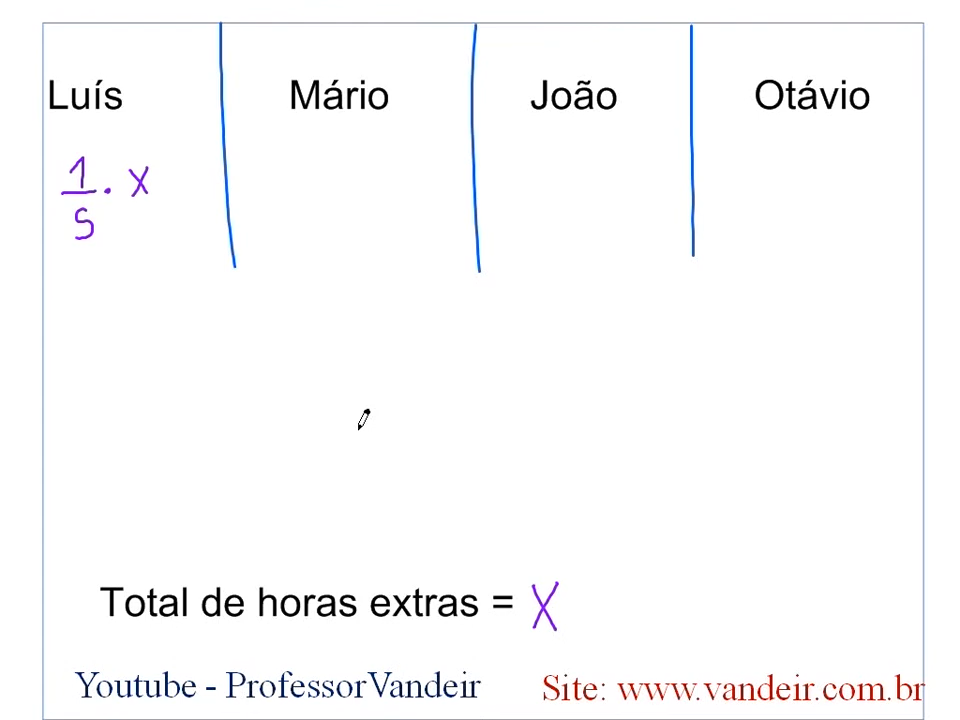 Luís Mário João Otávio
1/5 . x
Total de horas extras = X
Youtube - ProfessorVandeir Site: www.vandeir.com.br